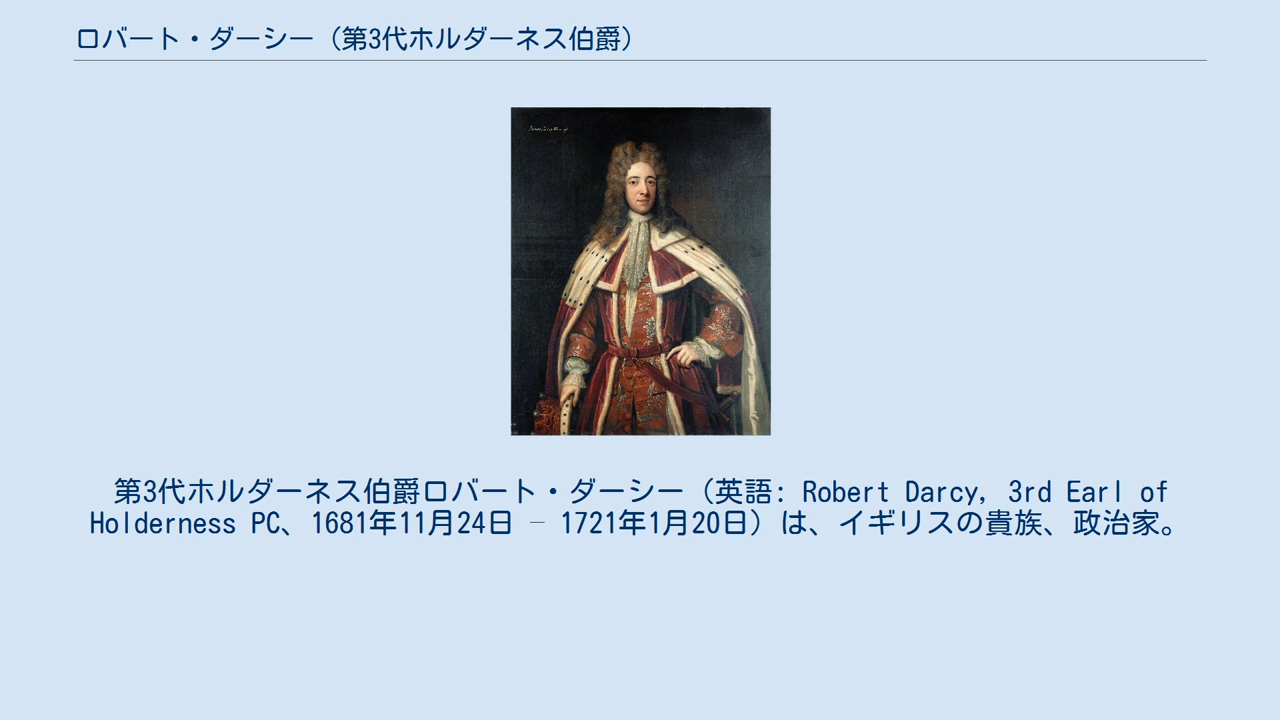 ロバート・ダーシー（第3代ホルダーネス伯爵）
第3代ホルダーネス伯爵ロバート・ダーシー（英語: Robert Darcy, 3rd Earl of
Holderness PC、1681年11月24日 – 1721年1月20日）は、イギリスの貴族、政治家。